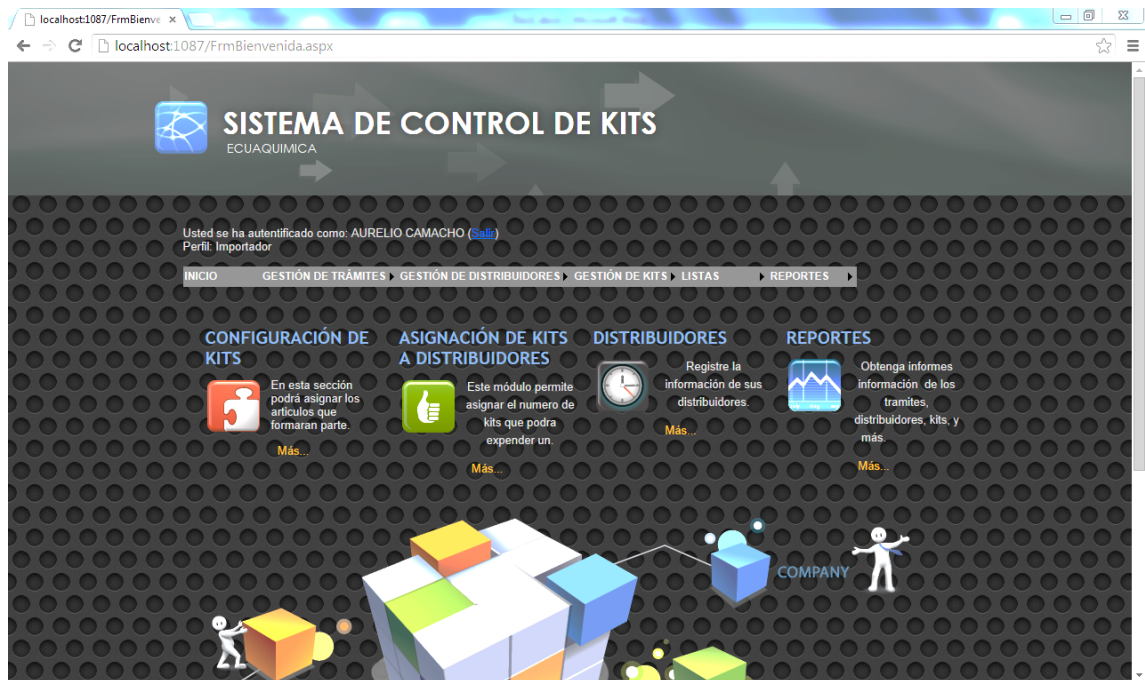 localhost:1087/FrmBienve
localhost:1087/FrmBienvenida.aspx
SISTEMA DE CONTROL DE KITS
ECUAQUIMICA
Usted se ha autentificado como: AURELIO CAMACHO (Salir)
Perfil: Importador
INICIO GESTIÓN DE TRÁMITES GESTIÓN DE DISTRIBUIDORES GESTIÓN DE KITS LISTAS REPORTES
CONFIGURACIÓN DE
KITS
En esta sección
podrá asignar los
articulos que
formaran parte.
Más...
ASIGNACIÓN DE KITS
A DISTRIBUIDORES
Este módulo permite
asignar el numero de
kits que podra
expender un.
Más...
DISTRIBUIDORES
Registre la
información de sus
distribuidores.
Más...
REPORTES
Obtenga informes
información de los
tramites,
distribuidores, kits, y
más.
Más...
COMPANY